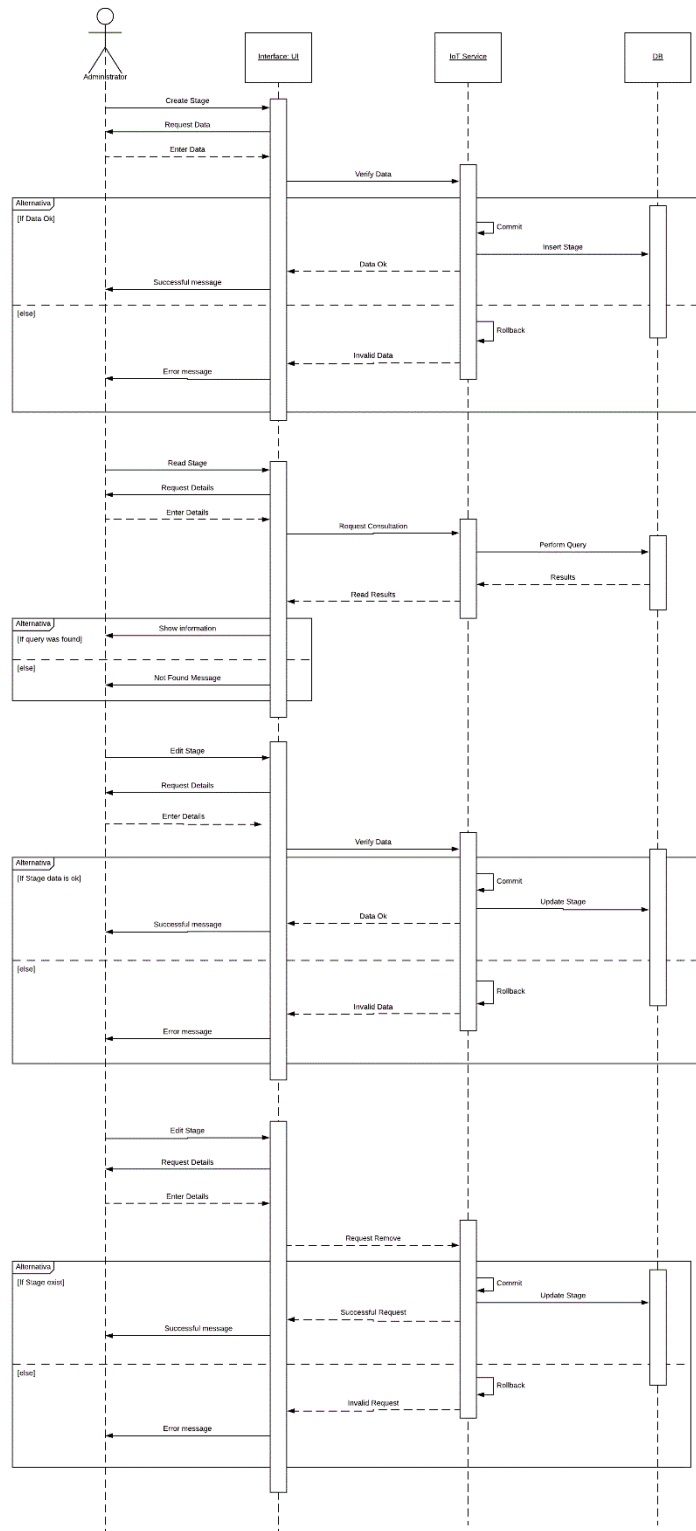 Interface: UI
IoT Service
DB
Administrator
Create Stage
Request Data
Enter Data
Verify Data
Alternativa
[If Data Ok]
Commit
Insert Stage
Data Ok
Successful message
[else]
Rollback
Invalid Data
Error message
Read Stage
Request Details
Enter Details
Request Consultation
Perform Query
Results
Read Results
Alternativa
Show information
[If query was found]
[else]
Not Found Message
Edit Stage
Request Details
Enter Details
Verify Data
Alternativa
[If Stage data is ok]
Commit
Update Stage
Data Ok
Successful message
[else]
Rollback
Invalid Data
Error message
Edit Stage
Request Details
Enter Details
Request Remove
Alternativa
[If Stage exist]
Commit
Update Stage
Successful Request
Successful message
[else]
Rollback
Invalid Request
Error message